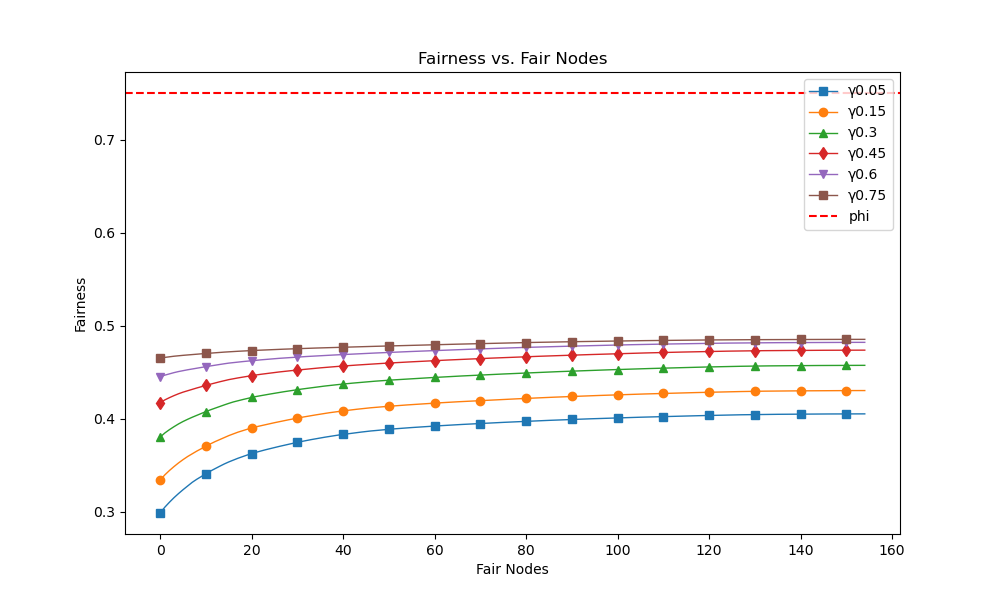 Fairness vs. Fair Nodes
γ0.05
γ0.15
γ0.3
γ0.45
γ0.6
γ0.75
phi
Fairness
0.7
0.6
0.5
0.4
0.3
0 20 40 60 80 100 120 140 160
Fair Nodes